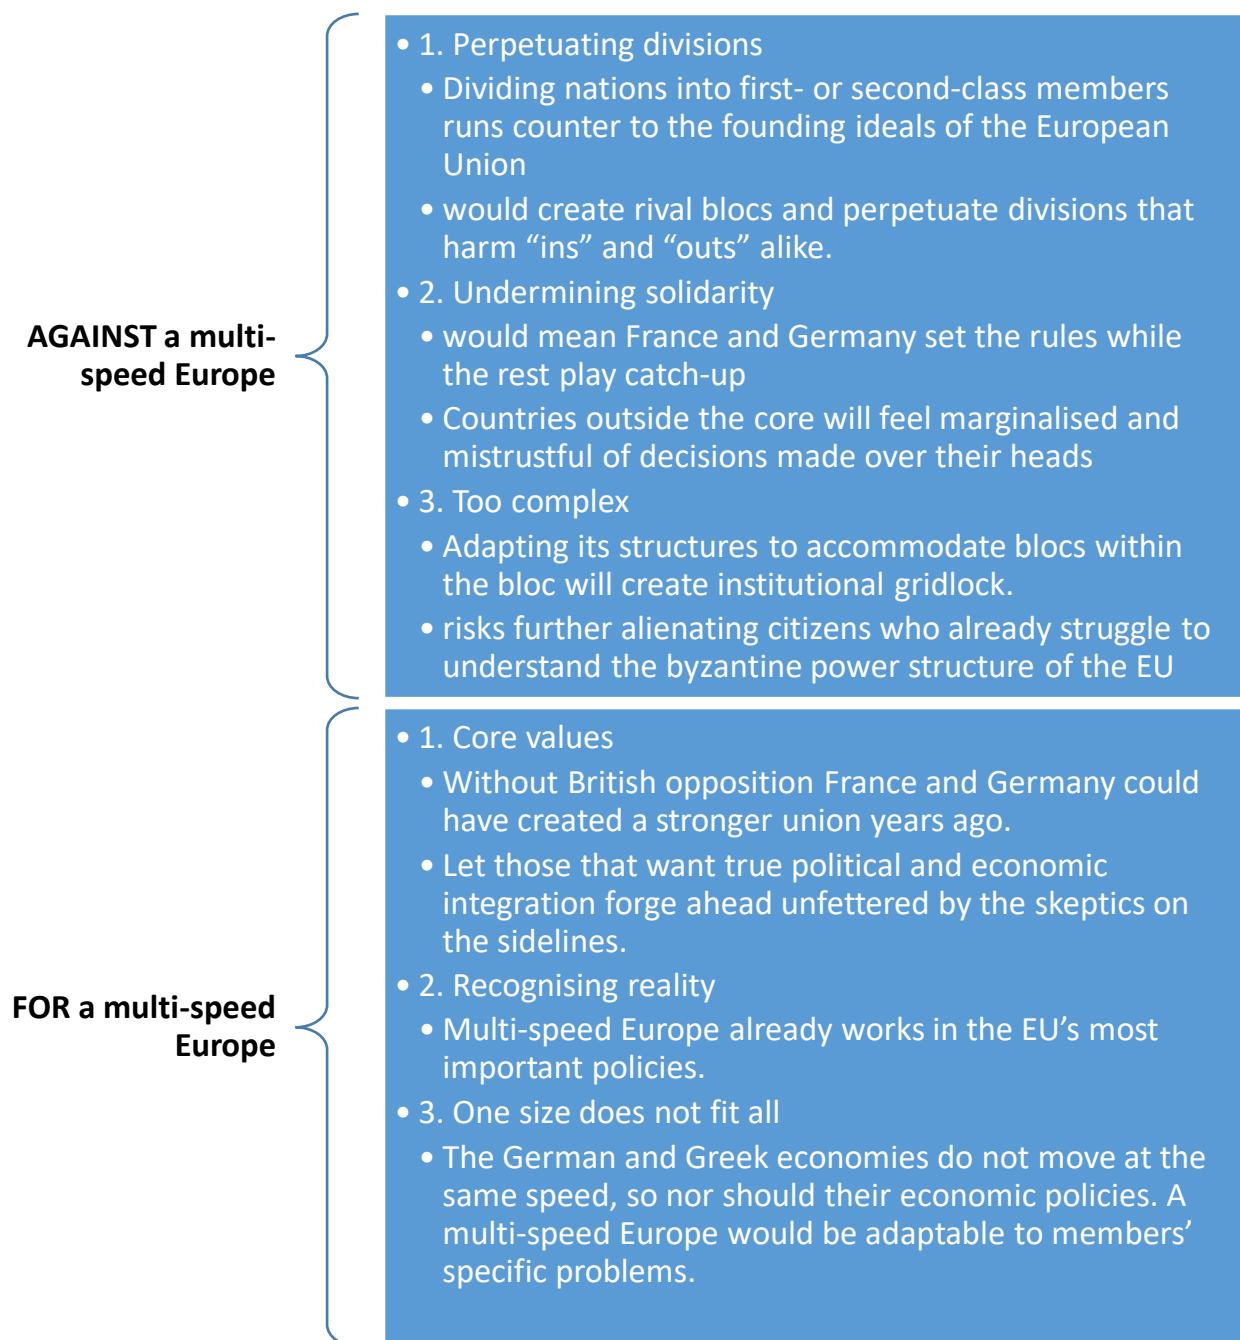 AGAINST a multi-
speed Europe
• 1. Perpetuating divisions
• Dividing nations into first- or second-class members
runs counter to the founding ideals of the European
Union
• would create rival blocs and perpetuate divisions that
harm “ins” and “outs” alike.
• 2. Undermining solidarity
• would mean France and Germany set the rules while
the rest play catch-up
• Countries outside the core will feel marginalised and
mistrustful of decisions made over their heads
• 3. Too complex
• Adapting its structures to accommodate blocs within
the bloc will create institutional gridlock.
• risks further alienating citizens who already struggle to
understand the byzantine power structure of the EU
FOR a multi-speed
Europe
• 1. Core values
• Without British opposition France and Germany could
have created a stronger union years ago.
• Let those that want true political and economic
integration forge ahead unfettered by the skeptics on
the sidelines.
• 2. Recognising reality
• Multi-speed Europe already works in the EU’s most
important policies.
• 3. One size does not fit all
• The German and Greek economies do not move at the
same speed, so nor should their economic policies. A
multi-speed Europe would be adaptable to members’
specific problems.